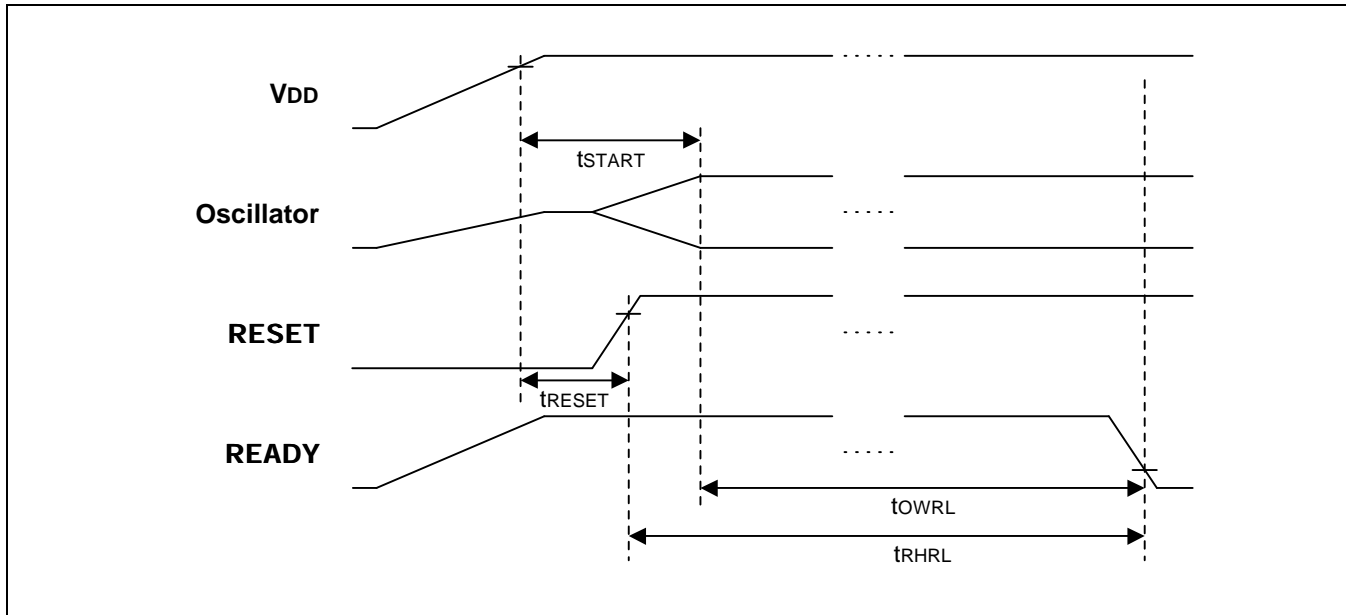 VDD
tSTART
Oscillator
RESET
tRESET
READY
tOWRL
tRHRL